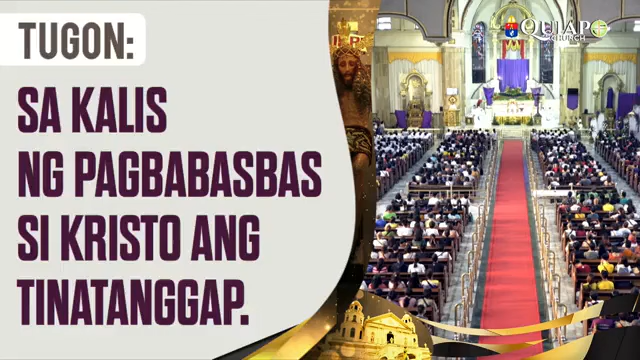 TUGON:
SA KALIS
NG PAGBABASBAS
SI KRISTO ANG
TINATANGGAP.
QUIAPO
CHURCH